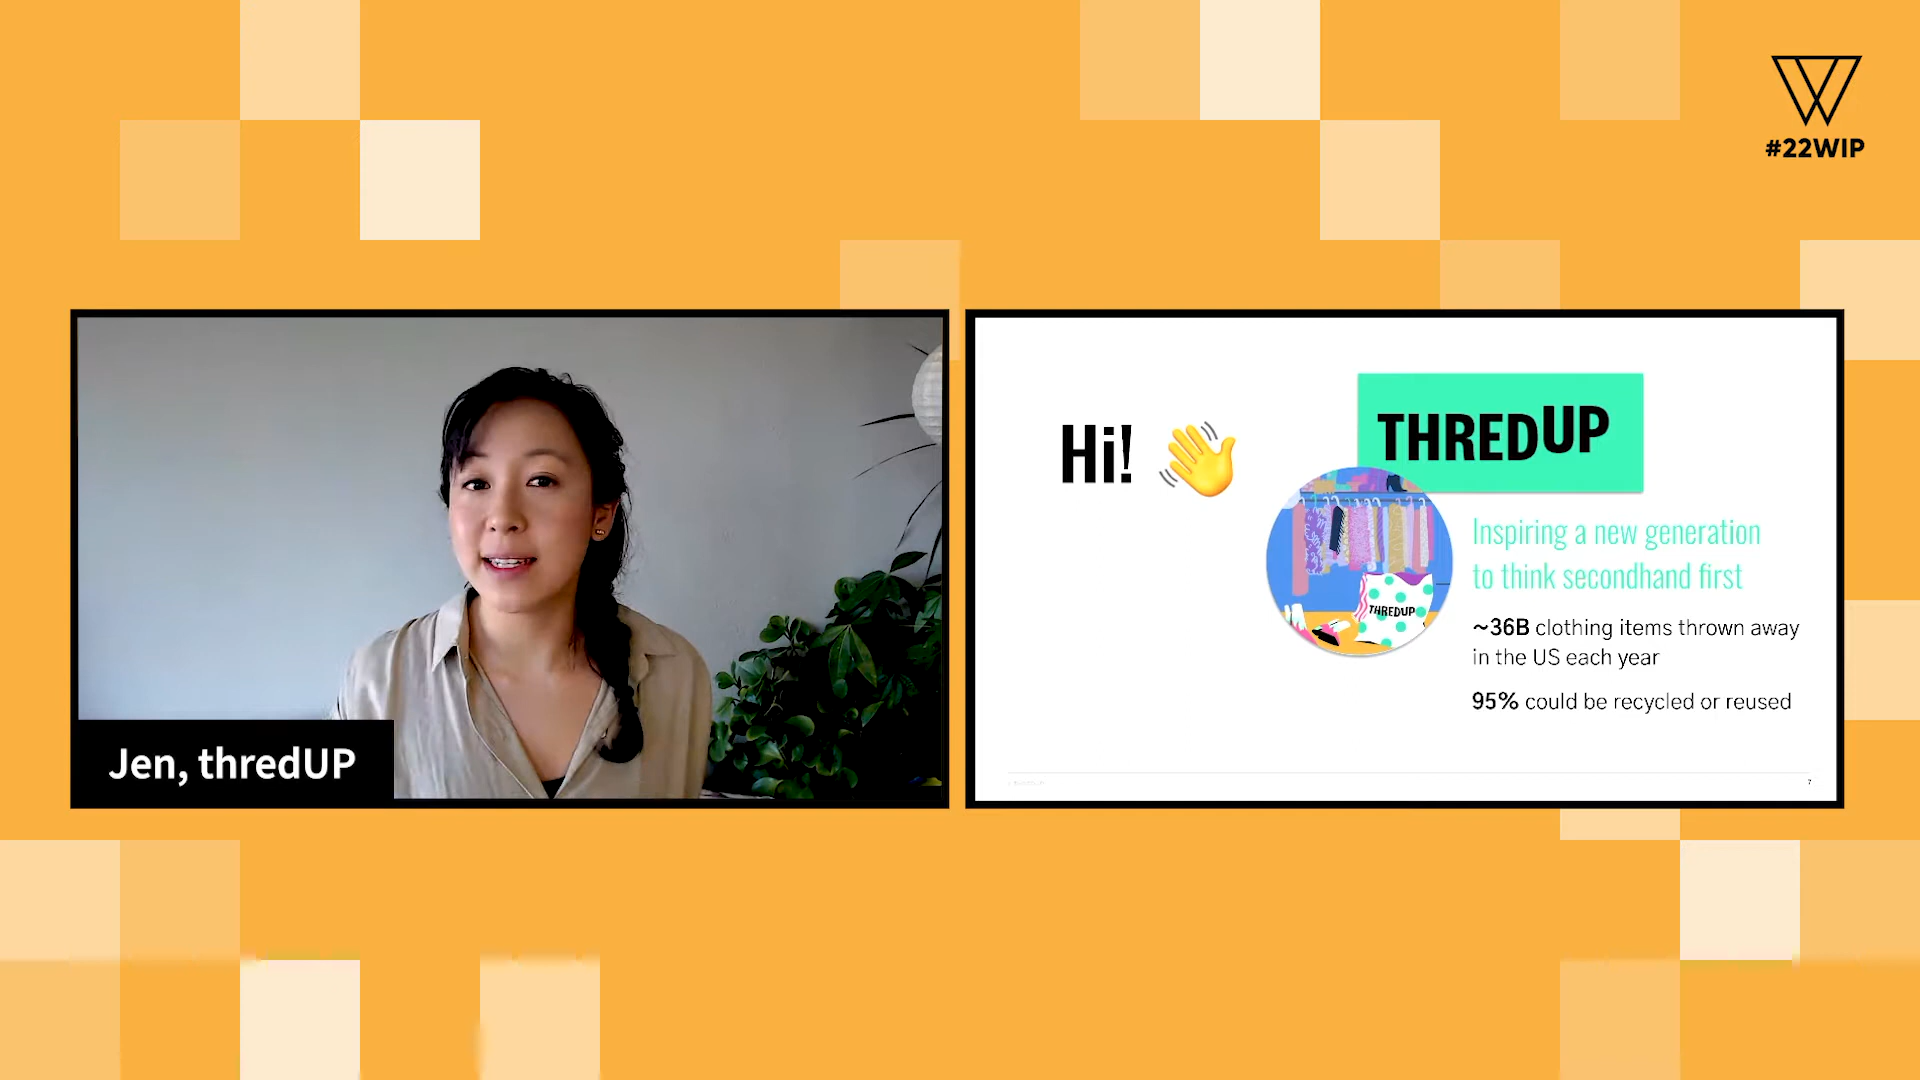 #22WIP
Jen, thredUP
Hi!
THREDUP
THREDUP
Inspiring a new generation
to think secondhand first
~36B clothing items thrown away
in the US each year
95% could be recycled or reused
7